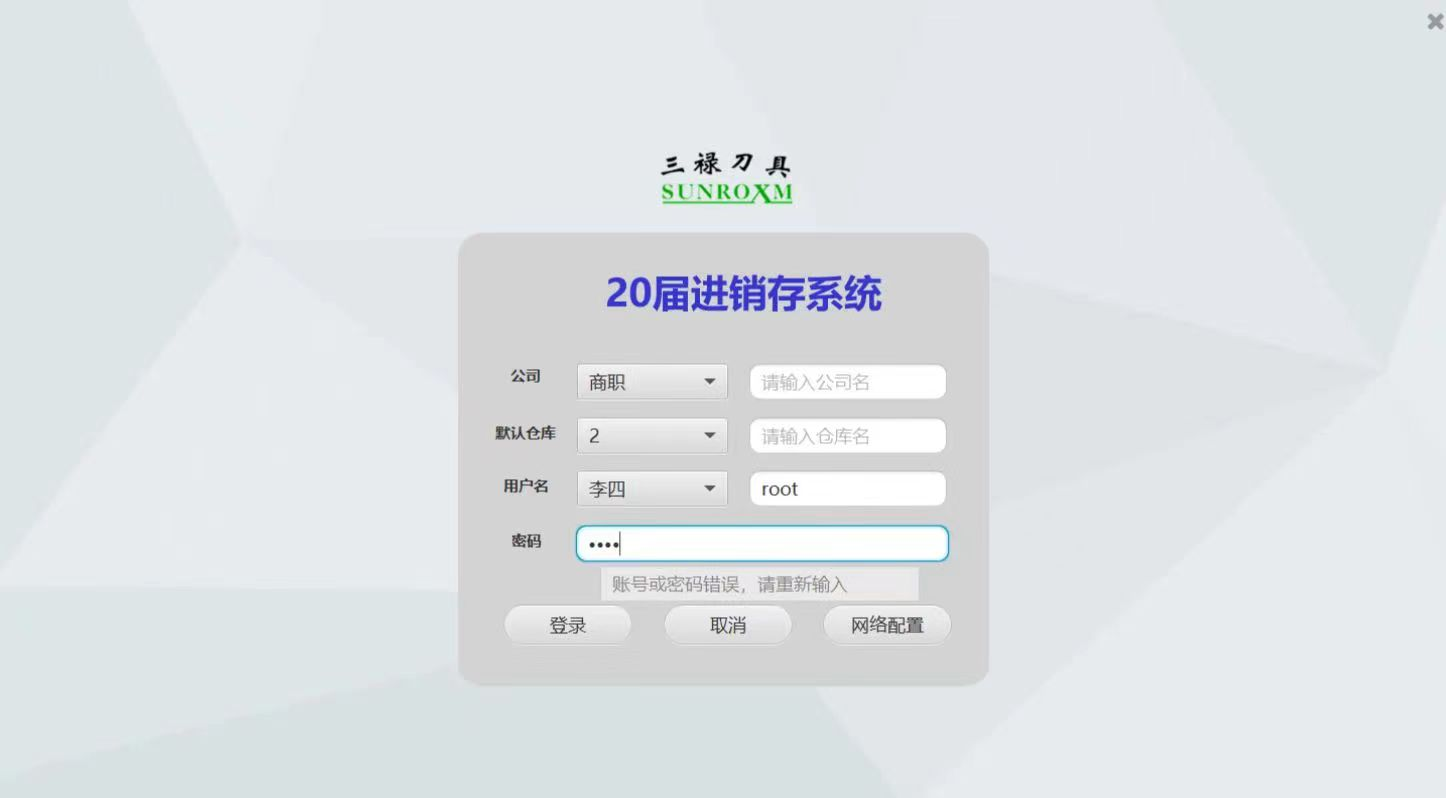 三禄刀具
SUNROXM
20届进销存系统
公司 商职 请输入公司名
默认仓库 2 请输入仓库名
用户名 李四 root
密码 ••••
账号或密码错误，请重新输入
登录 取消 网络配置